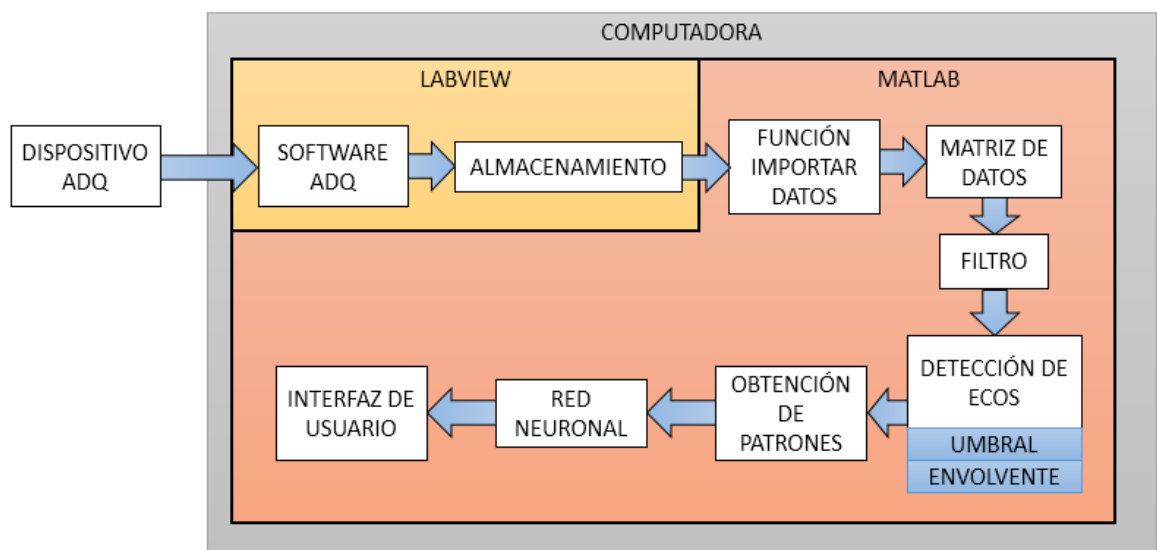 COMPUTADORA
LABVIEW
MATLAB
DISPOSITIVO
ADQ
SOFTWARE
ADQ
ALMACENAMIENTO
FUNCIÓN
IMPORTAR
DATOS
MATRIZ DE
DATOS
FILTRO
DETECCIÓN DE
ECOS
UMBRAL
ENVOLVENTE
OBTENCIÓN
DE
PATRONES
RED
NEURONAL
INTERFAZ DE
USUARIO